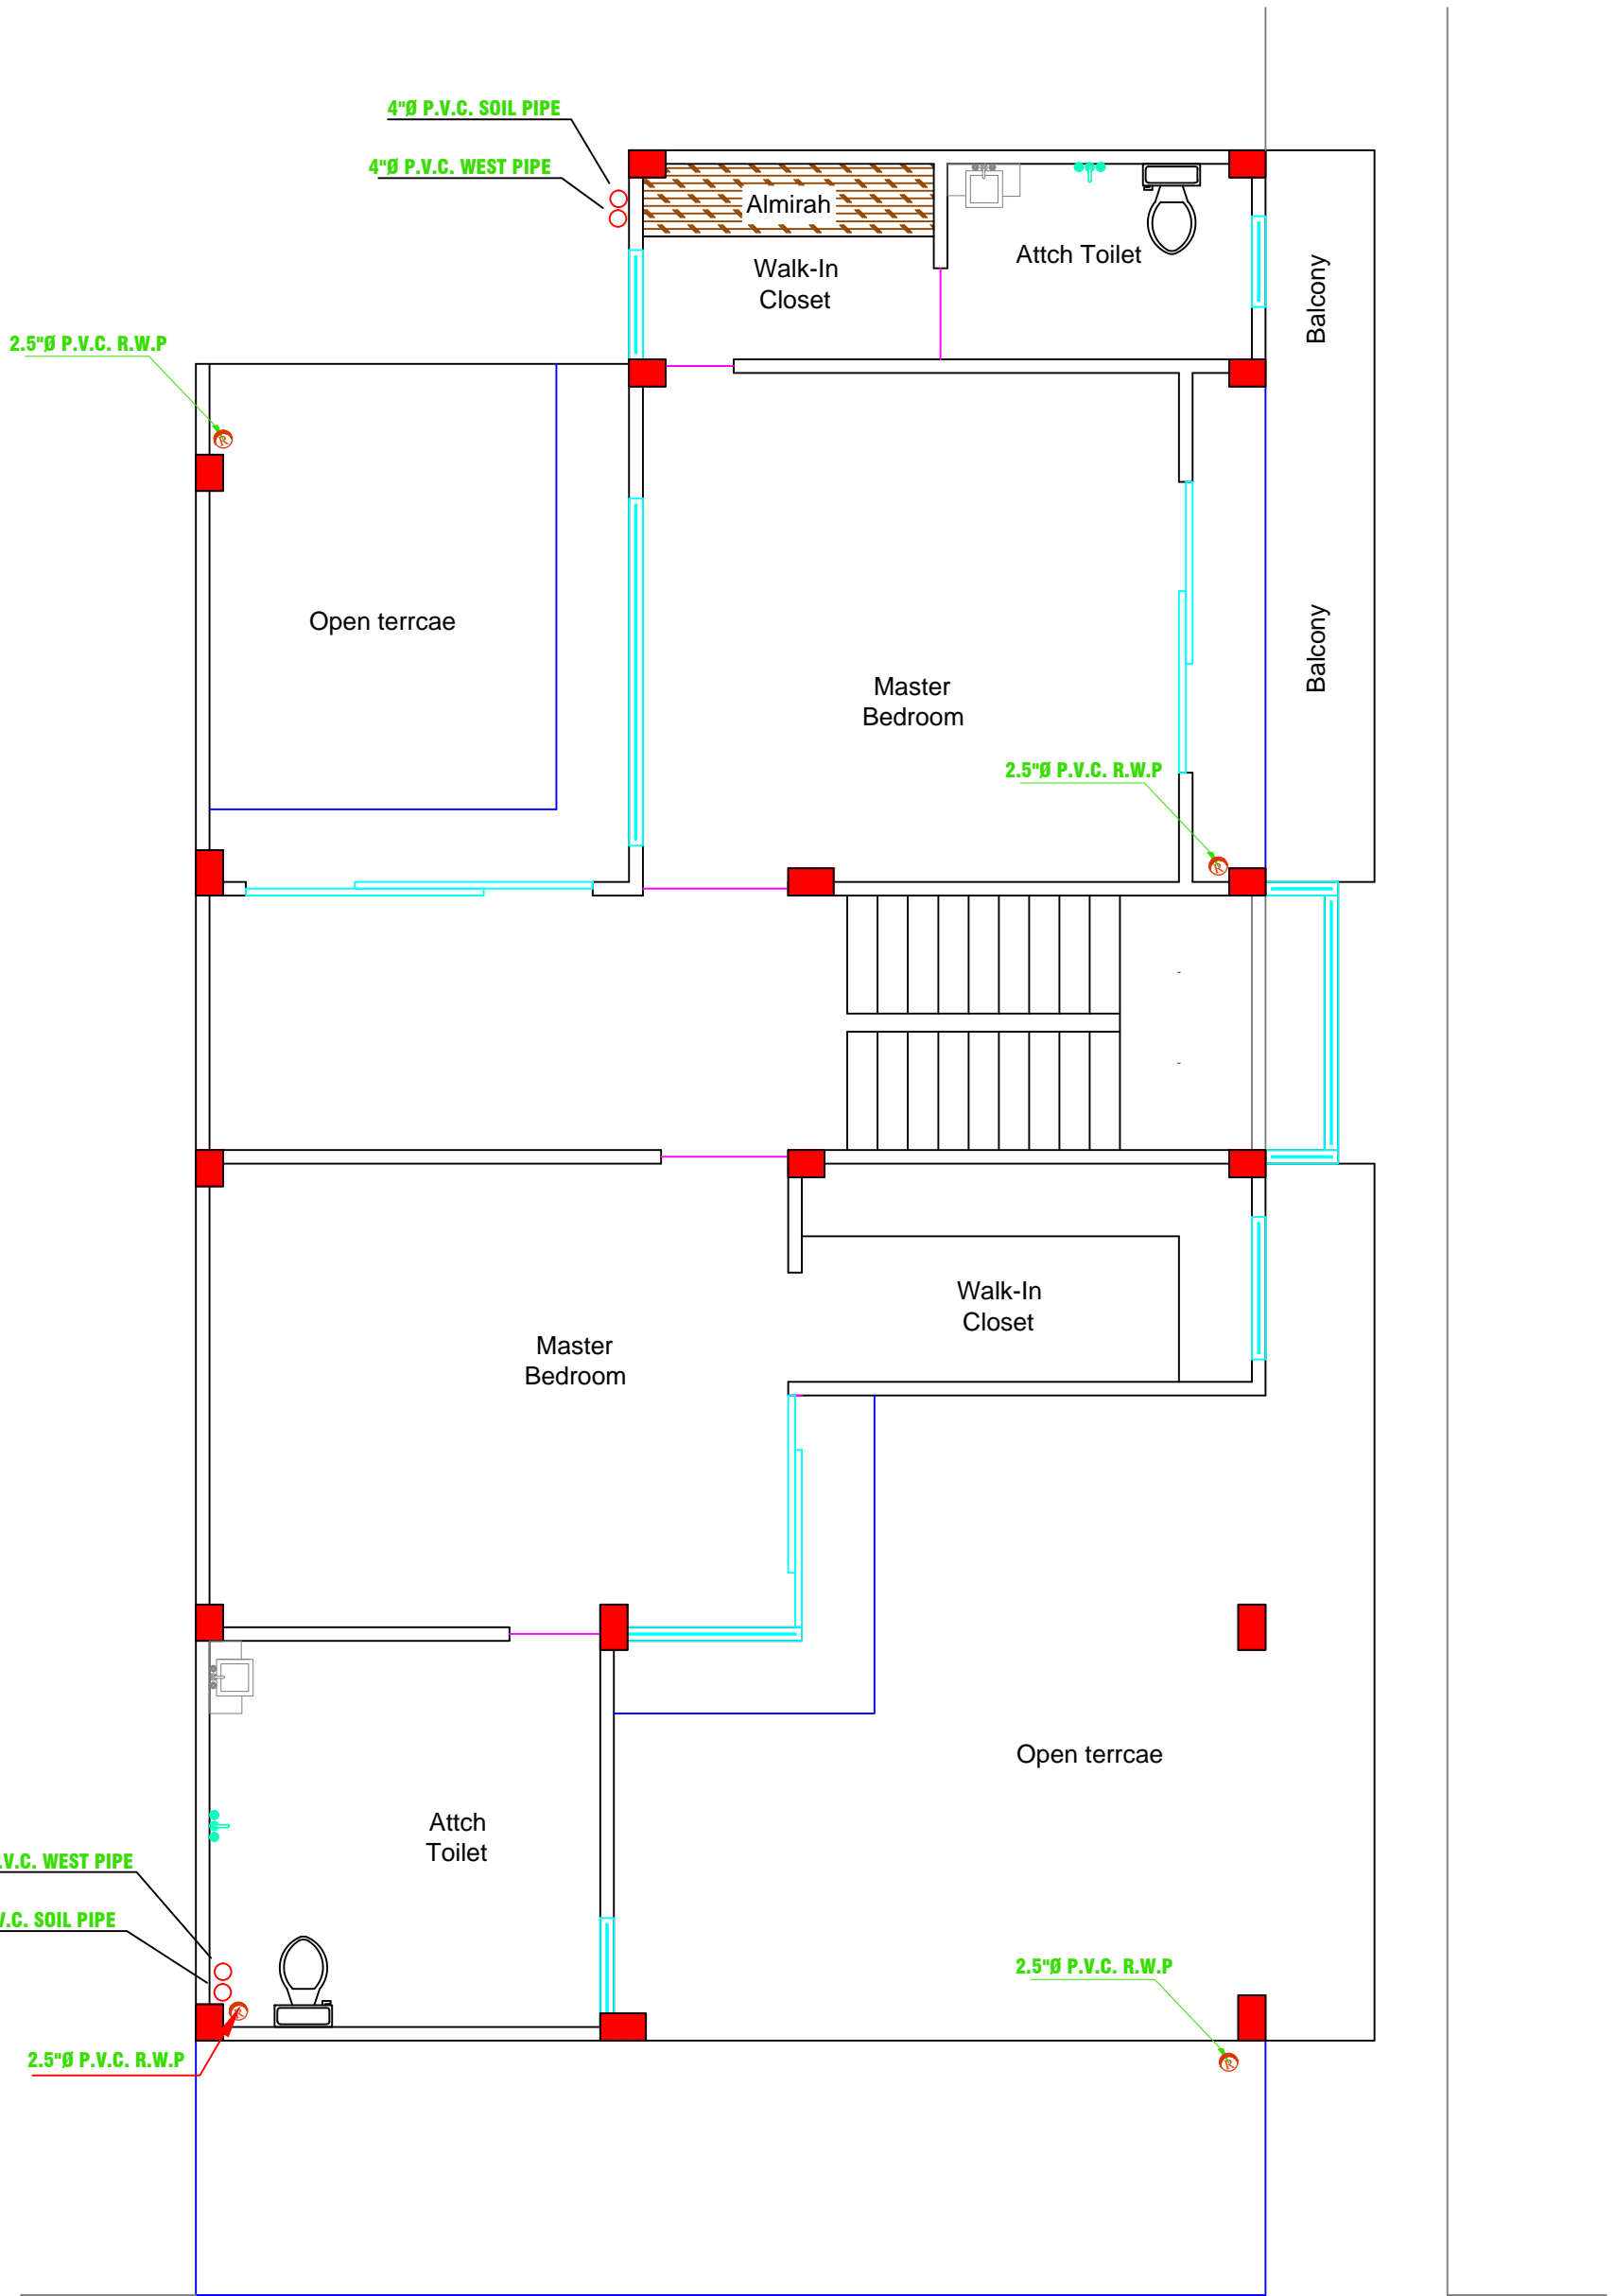 4"Ø P.V.C. SOIL PIPE
4"Ø P.V.C. WEST PIPE
Almirah
Walk-In
Closet
Attch Toilet
Balcony
2.5"Ø P.V.C. R.W.P
R
Open terrcae
Balcony
Master
Bedroom
2.5"Ø P.V.C. R.W.P
R
Walk-In
Closet
Master
Bedroom
Open terrcae
Attch
Toilet
.V.C. WEST PIPE
V.C. SOIL PIPE
2.5"Ø P.V.C. R.W.P
R
2.5"Ø P.V.C. R.W.P
R